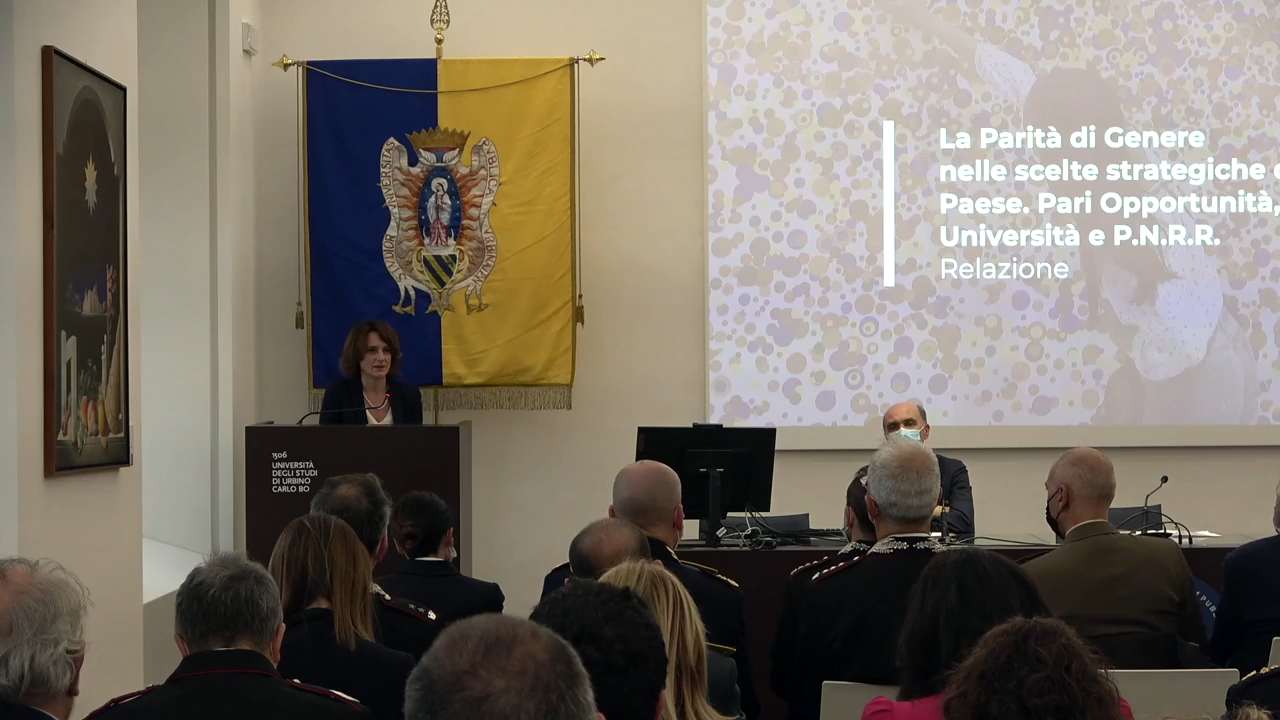 La Parità di Genere
nelle scelte strategiche
Paese. Pari Opportunità,
Università e P.N.R.R.
Relazione
1506
UNIVERSITÀ
DEGLI STUDI
DI URBINO
CARLO BO